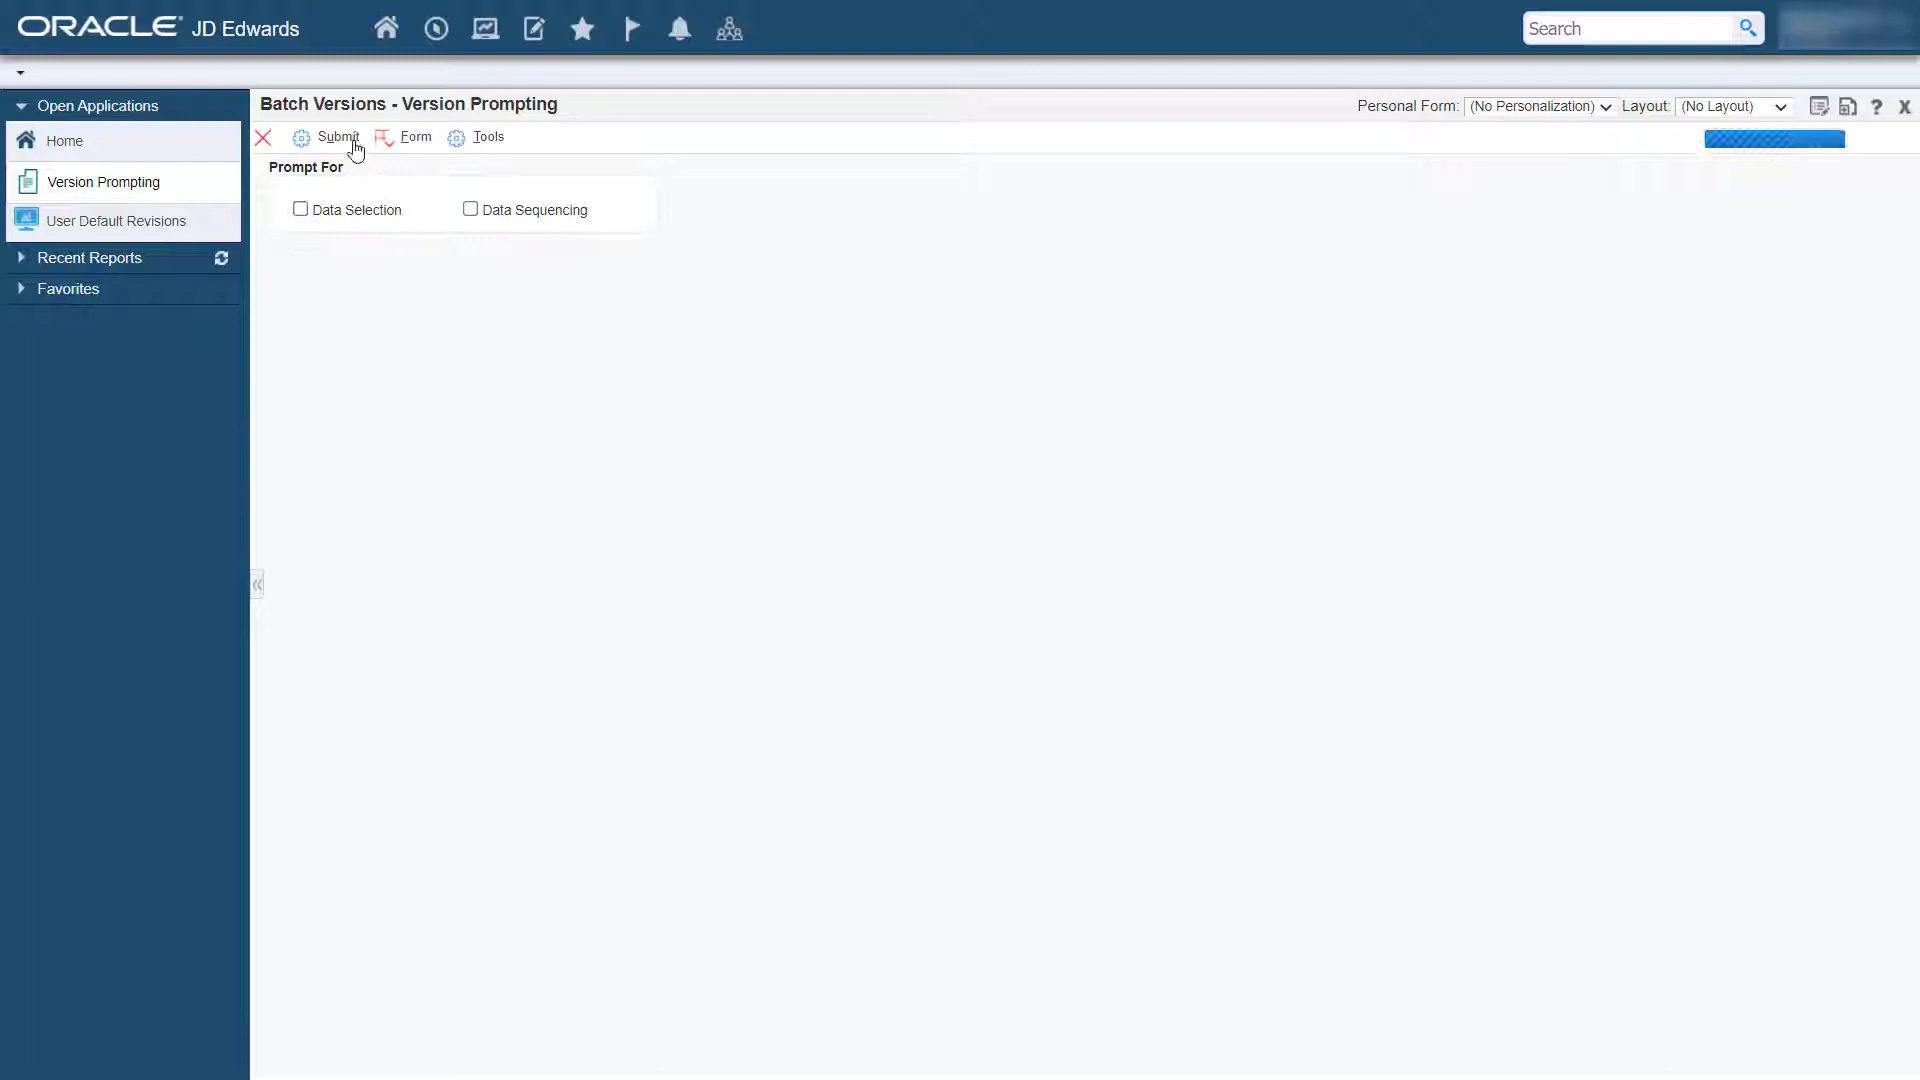 ORACLE JD Edwards
Search
Open Applications
Home
Version Prompting
User Default Revisions
Recent Reports
Favorites
Batch Versions - Version Prompting
Personal Form: (No Personalization) Layout: (No Layout)
Submit Form Tools
Prompt For
Data Selection Data Sequencing